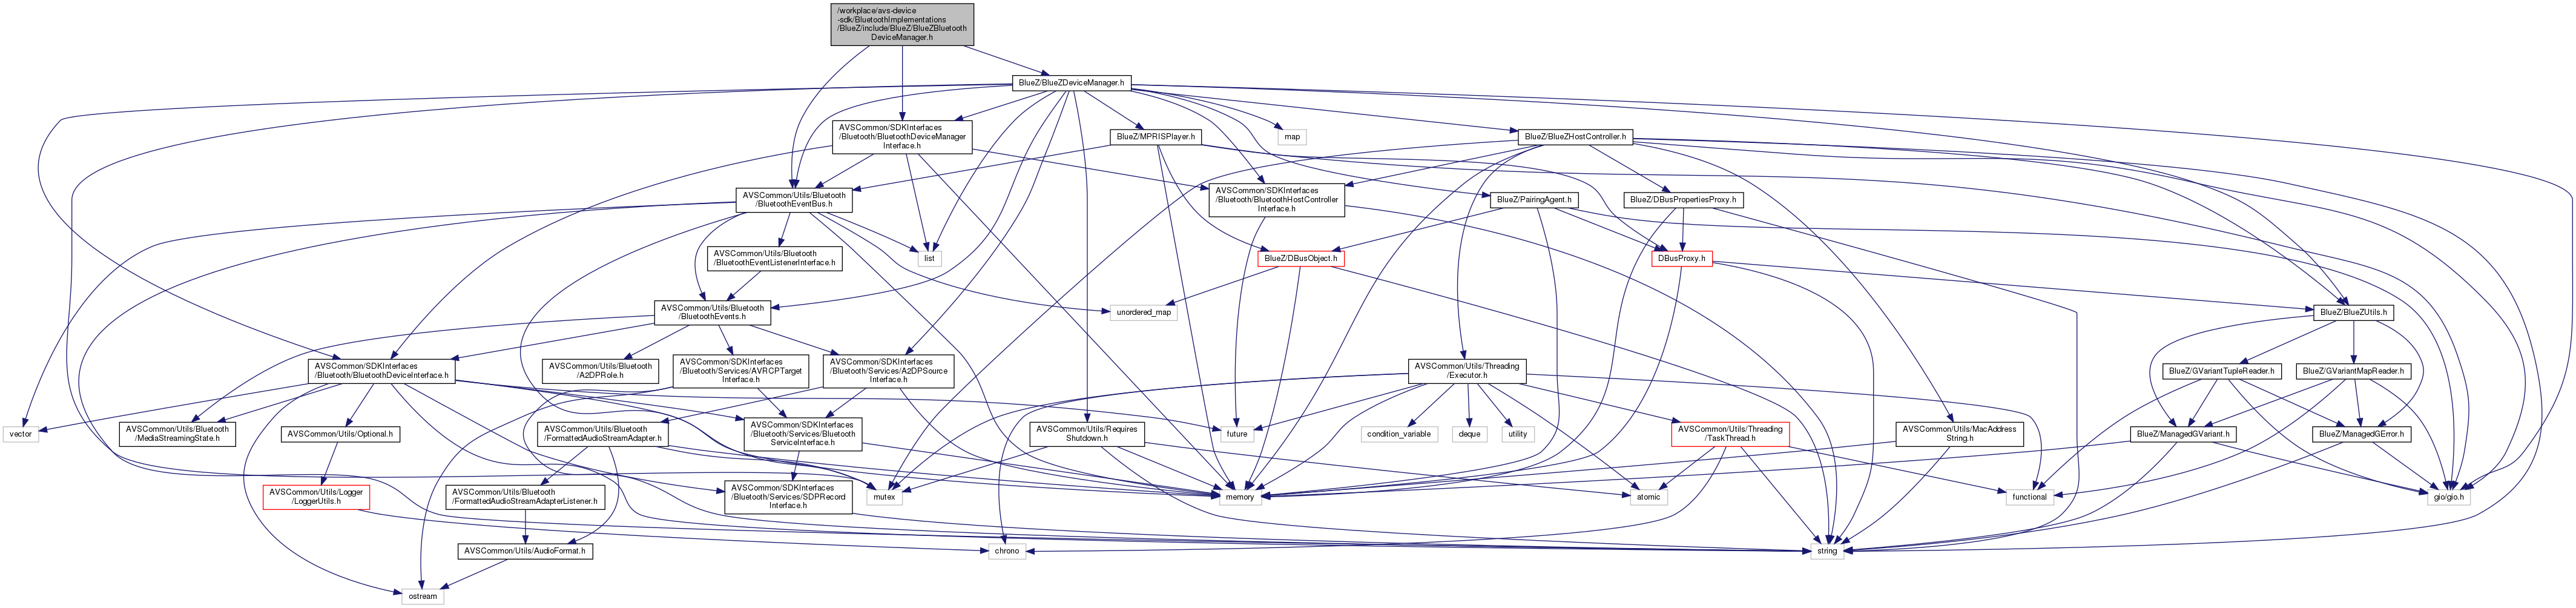 /workplace/avs-device
-sdk/BluetoothImplementations
/BlueZ/include/BlueZ/BlueZBluetooth
DeviceManager.h
BlueZ/BlueZDeviceManager.h
AVSCommon/SDKInterfaces
/Bluetooth/BluetoothDeviceManager
Interface.h
BlueZ/MPRISPlayer.h
map
BlueZ/BlueZHostController.h
AVSCommon/Utils/Bluetooth
/BluetoothEventBus.h
AVSCommon/SDKInterfaces
/Bluetooth/BluetoothHostController
Interface.h
BlueZ/PairingAgent.h
BlueZ/DBusPropertiesProxy.h
AVSCommon/Utils/Bluetooth
/BluetoothEventListenerInterface.h
list
BlueZ/DBusObject.h
DBusProxy.h
AVSCommon/Utils/Bluetooth
/BluetoothEvents.h
unordered_map
BlueZ/BlueZUtils.h
AVSCommon/SDKInterfaces
/Bluetooth/BluetoothDeviceInterface.h
AVSCommon/Utils/Bluetooth
/A2DPRole.h
AVSCommon/SDKInterfaces
/Bluetooth/Services/AVRCPTarget
Interface.h
AVSCommon/SDKInterfaces
/Bluetooth/Services/A2DPSource
Interface.h
AVSCommon/Utils/Threading
/Executor.h
BlueZ/GVariantTupleReader.h
BlueZ/GVariantMapReader.h
vector
AVSCommon/Utils/Bluetooth
/MediaStreamingState.h
AVSCommon/Utils/Optional.h
AVSCommon/Utils/Bluetooth
/FormattedAudioStreamAdapter.h
AVSCommon/SDKInterfaces
/Bluetooth/Services/Bluetooth
ServiceInterface.h
AVSCommon/Utils/Requires
Shutdown.h
future
condition_variable
deque
utility
AVSCommon/Utils/Threading
/TaskThread.h
AVSCommon/Utils/MacAddress
String.h
BlueZ/ManagedGVariant.h
BlueZ/ManagedGError.h
AVSCommon/Utils/Logger
/LoggerUtils.h
AVSCommon/Utils/Bluetooth
/FormattedAudioStreamAdapterListener.h
AVSCommon/SDKInterfaces
/Bluetooth/Services/SDPRecord
Interface.h
mutex
memory
atomic
functional
gio/gio.h
AVSCommon/Utils/AudioFormat.h
chrono
string
ostream